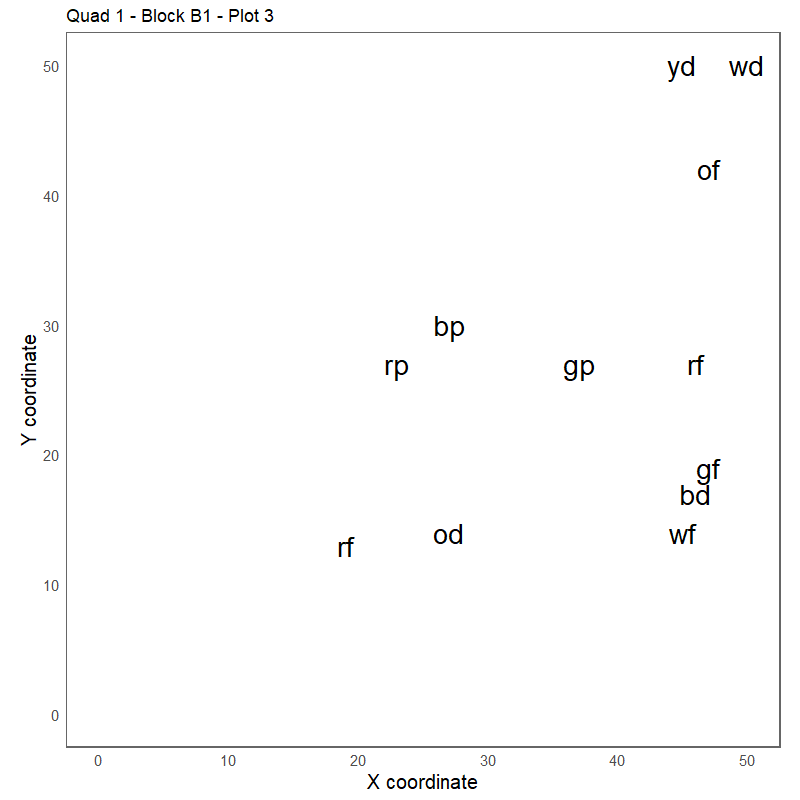 Quad 1 - Block B1 - Plot 3
50
yd wd
of
40
30
bp
rp gp rf
Y coordinate
20
gf
bd
od wf
rf
10
0
0 10 20 30 40 50
X coordinate